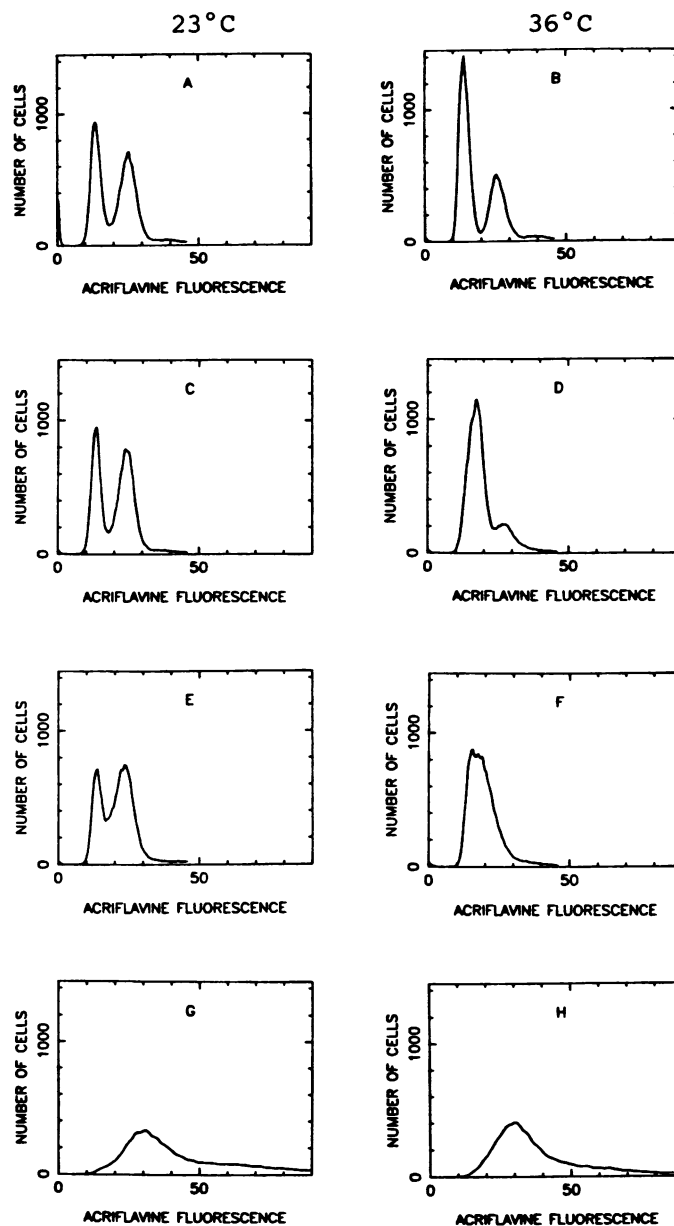 23°C 36°C
A B
NUMBER OF CELLS NUMBER OF CELLS
1000 1000
0 0
0 50 50
ACRIFLAVINE FLUORESCENCE ACRIFLAVINE FLUORESCENCE
C D
NUMBER OF CELLS NUMBER OF CELLS
1000 1000
0 0
0 50 0 50
ACRIFLAVINE FLUORESCENCE ACRIFLAVINE FLUORESCENCE
E F
NUMBER OF CELLS NUMBER OF CELLS
1000 1000
0 0
0 50 0 50
ACRIFLAVINE FLUORESCENCE ACRIFLAVINE FLUORESCENCE
G H
NUMBER OF CELLS NUMBER OF CELLS
1000 1000
0 0
0 50 0 50
ACRIFLAVINE FLUORESCENCE ACRIFLAVINE FLUORESCENCE